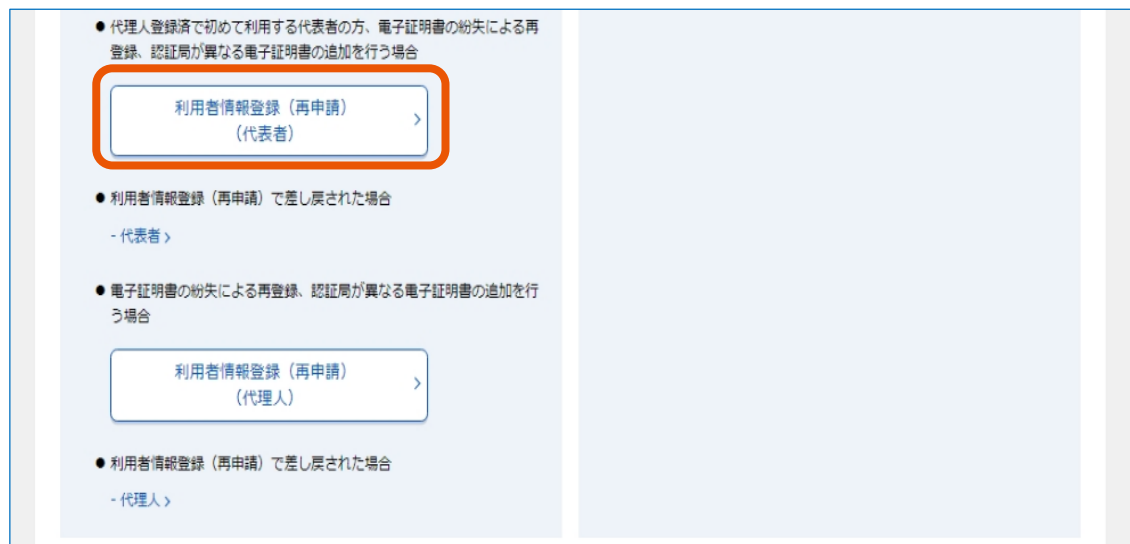 ● 代理人登録済で初めて利用する代表者の方、電子証明書の紛失による再
登録、認証局が異なる電子証明書の追加を行う場合
利用者情報登録（再申請）
（代表者）
● 利用者情報登録（再申請）で差し戻された場合
- 代表者 >
● 電子証明書の紛失による再登録、認証局が異なる電子証明書の追加を行
う場合
利用者情報登録（再申請）
（代理人）
● 利用者情報登録（再申請）で差し戻された場合
- 代理人 >